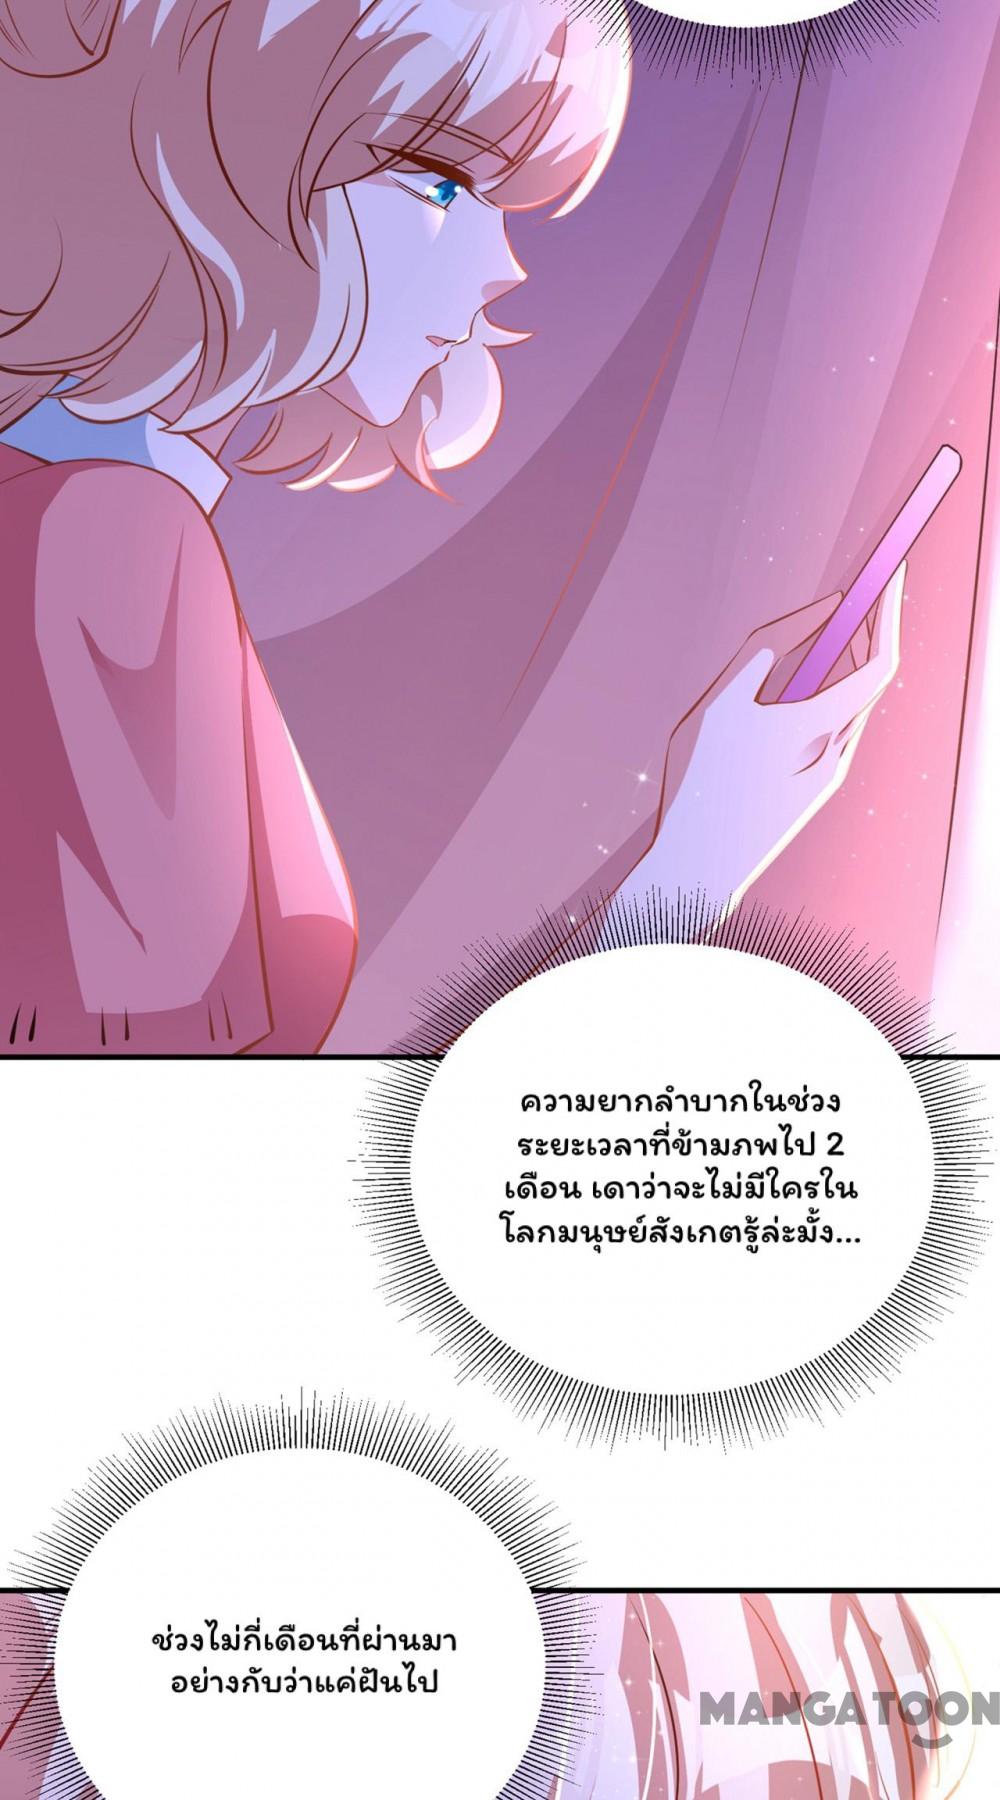 ความยากลำบากในช่วง
ระยะเวลาที่ข้ามภพไป 2
เดือน เดาว่าจะไม่มีใครใน
โลกมนุษย์สังเกตรู้ล่ะมั้ง...
ช่วงไม่กี่เดือนที่ผ่านมา
อย่างกับว่าแค่ฝันไป
MANGATOON